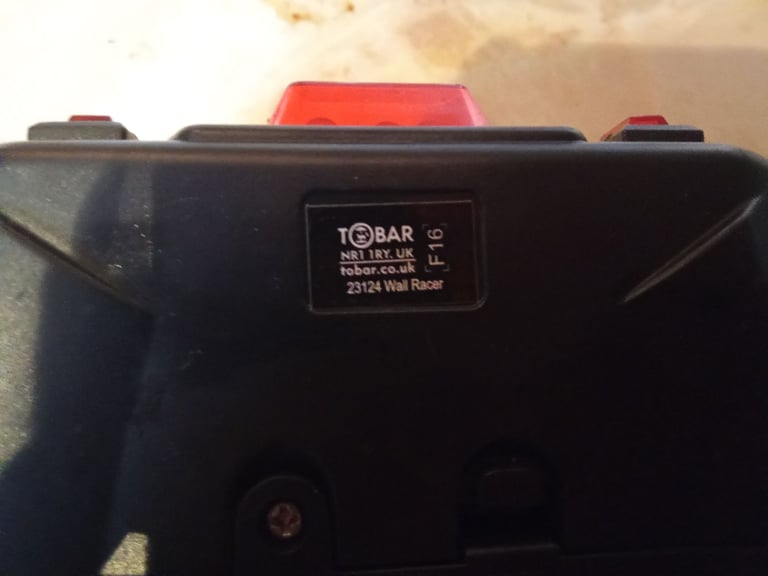 TOBAR
NR1 1RY. UK
tobar.co.uk
23124 Wall Racer
F16